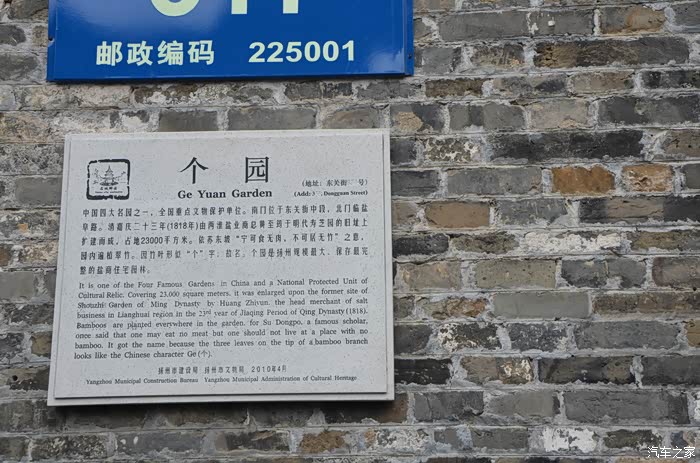 邮政编码 225001
个园
Ge Yuan Garden
(地址：东关街 号)
(Add: Dongguan Street)
中国四大名园之一，全国重点文物保护单位。南门位于东关街中段，北门临盐
阜路。清嘉庆二十三年(1818年)由两淮盐业商总黄至筠于明代寿芝园的旧址上
扩建而成，占地23000平方米。依苏东坡“宁可食无肉，不可居无竹”之意，
园内遍植翠竹。因竹叶形似“个”字，故名。个园是扬州规模最大、保存最完
整的盐商住宅园林。
It is one of the Four Famous Gardens in China and a National Protected Unit of
Cultural Relic. Covering 23,000 square meters, it was enlarged upon the former site of
Shouzhi Garden of Ming Dynasty by Huang Zhiyun, the head merchant of salt
business in Lianghuai region in the 23rd year of Jiaqing Period of Qing Dynasty (1818).
Bamboos are planted everywhere in the garden, for Su Dongpo, a famous scholar,
once said that one may eat no meat but one should not live at a place with no
bamboo. It got the name because the leaves on the tip of a bamboo branch
looks like the Chinese character Ge (个).
扬州市建设局 扬州市文物局 2010年4月
Yangzhou Municipal Construction Bureau Yangzhou Municipal Administration of Cultural Heritage
汽车之家